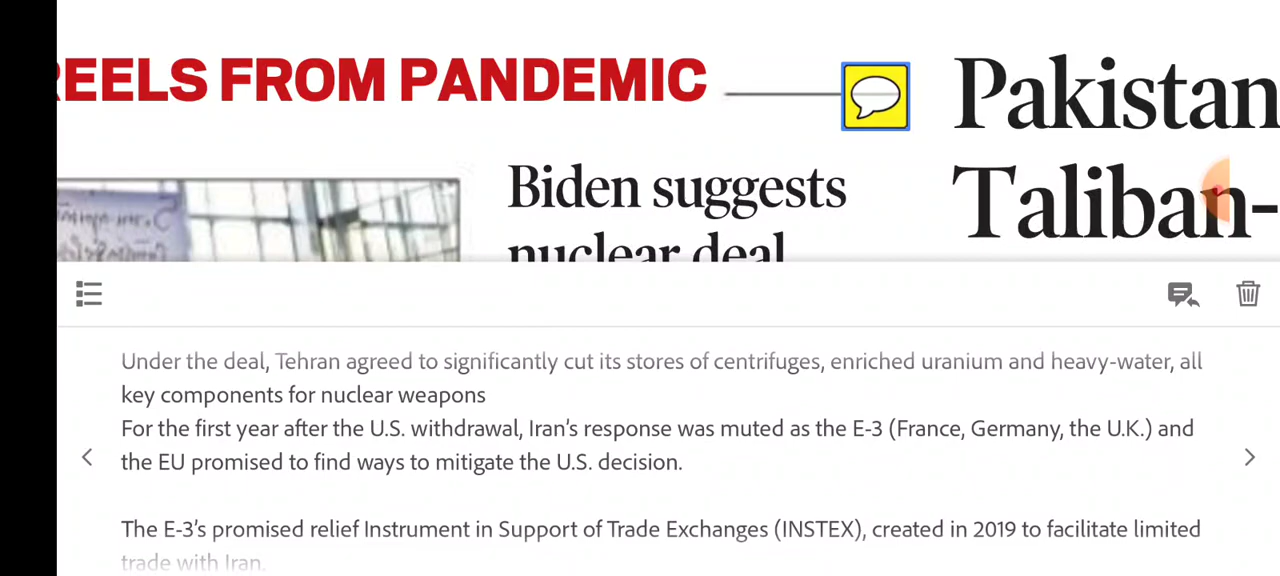 REELS FROM PANDEMIC
Pakistan
Taliban-
Biden suggests
nuclear deal
Under the deal, Tehran agreed to significantly cut its stores of centrifuges, enriched uranium and heavy-water, all
key components for nuclear weapons
For the first year after the U.S. withdrawal, Iran’s response was muted as the E-3 (France, Germany, the U.K.) and
the EU promised to find ways to mitigate the U.S. decision.
The E-3’s promised relief Instrument in Support of Trade Exchanges (INSTEX), created in 2019 to facilitate limited
trade with Iran.